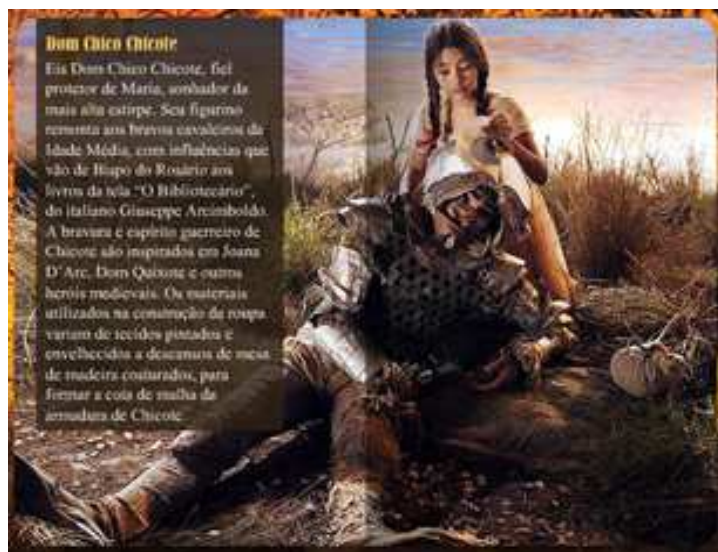 Dom Chico Chicote
Eis Dom Chico Chicote, fiel
protetor de Maria, sonhador da
mais alta estirpe. Seu figurino
remonta aos bravos cavaleiros da
Idade Média, com influências que
vão de Bispo do Rosário aos
livros da tela “O Bibliotecário”,
do italiano Giuseppe Arcimboldo.
A bravura e espírito guerreiro de
Chicote são inspirados em Joana
D’Arc, Dom Quixote e outros
heróis medievais. Os materiais
utilizados na construção da roupa
variam de tecidos pintados e
envelhecidos a descansos de mesa
de madeira costurados, para
formar a cota de malha da
armadura de Chicote